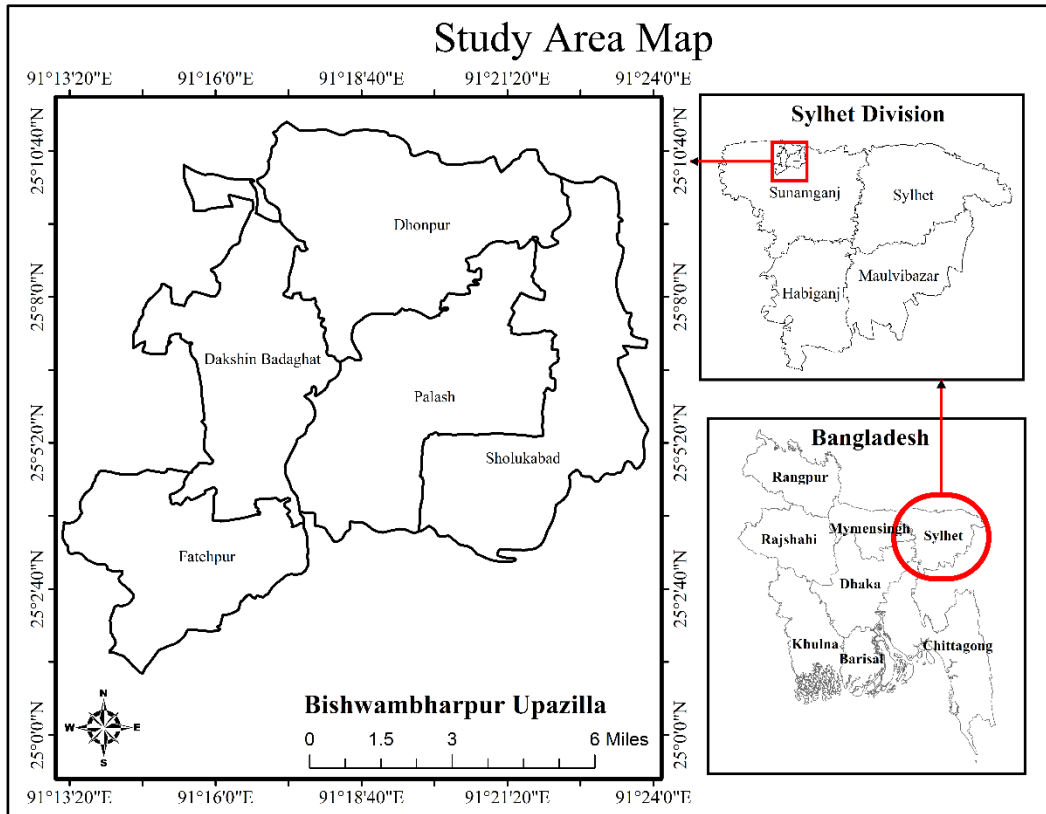 Study Area Map
91°13'20"E 91°16'0"E 91°18'40"E 91°21'20"E 91°24'0"E
25°10'40"N
25°8'0"N
25°5'20"N
25°2'40"N
25°0'0"N
Dhonpur
Dakshin Badaghat
Palash
Sholukabad
Fatehpur
N
W E
S
Bishwambharpur Upazilla
0 1.5 3 6 Miles
25°10'40"N
25°8'0"N
25°5'20"N
25°2'40"N
25°0'0"N
91°13'20"E 91°16'0"E 91°18'40"E 91°21'20"E 91°24'0"E
Sylhet Division
Sunamganj
Sylhet
Habiganj
Maulvibazar
Bangladesh
Rangpur
Mymensingh
Sylhet
Rajshahi
Dhaka
Khulna
Barisal
Chittagong